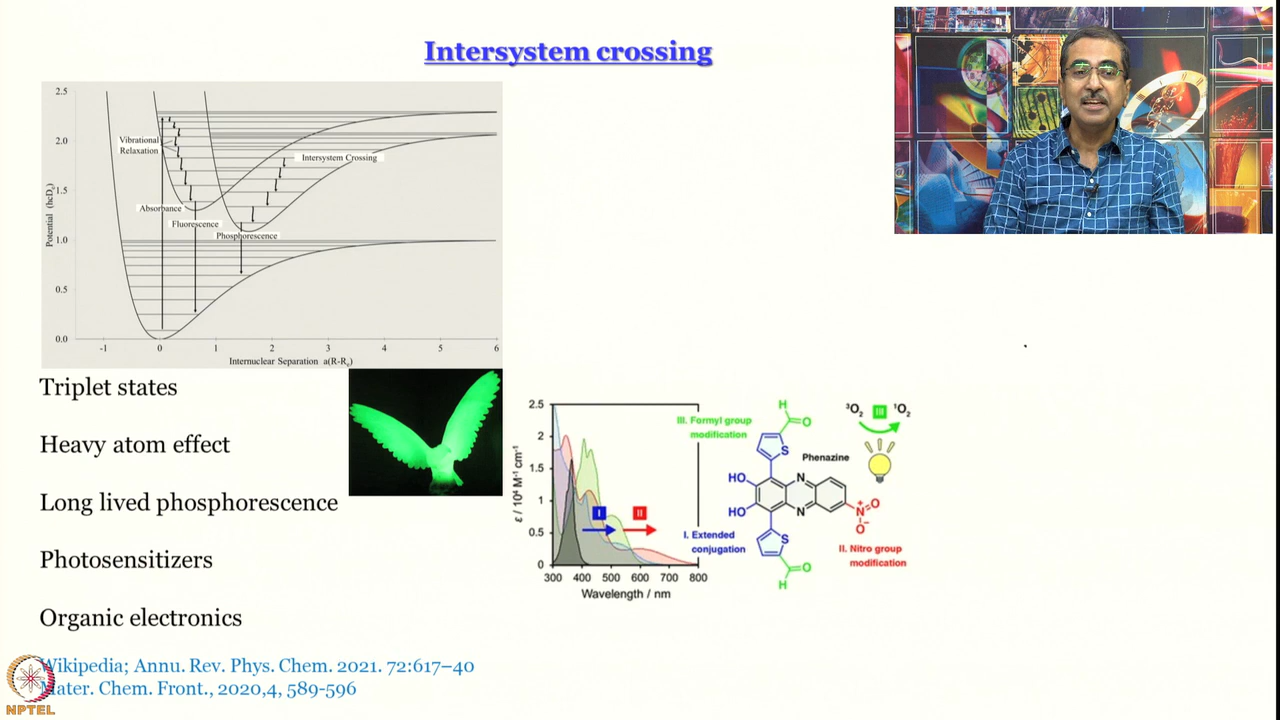 Intersystem crossing
2.5
2.0
1.5
1.0
0.5
0.0
Potential (hcDₑ)
Vibrational
Relaxation
Intersystem Crossing
Absorbance
Fluorescence
Phosphorescence
-1 0 1 2 3 4 5 6
Internuclear Separation a(R-Rₑ)
Triplet states
Heavy atom effect
Long lived phosphorescence
Photosensitizers
Organic electronics
2.5
2
1.5
1
0.5
0
ε / 10⁴ M⁻¹ cm⁻¹
I
II
300 400 500 600 700 800
Wavelength / nm
III. Formyl group
modification
H
O
S
Phenazine
HO
N
HO
N
N⁺
O
O⁻
S
O
H
I. Extended
conjugation
II. Nitro group
modification
³O₂ III ¹O₂
Wikipedia; Annu. Rev. Phys. Chem. 2021. 72:617–40
Mater. Chem. Front., 2020,4, 589-596
NPTEL